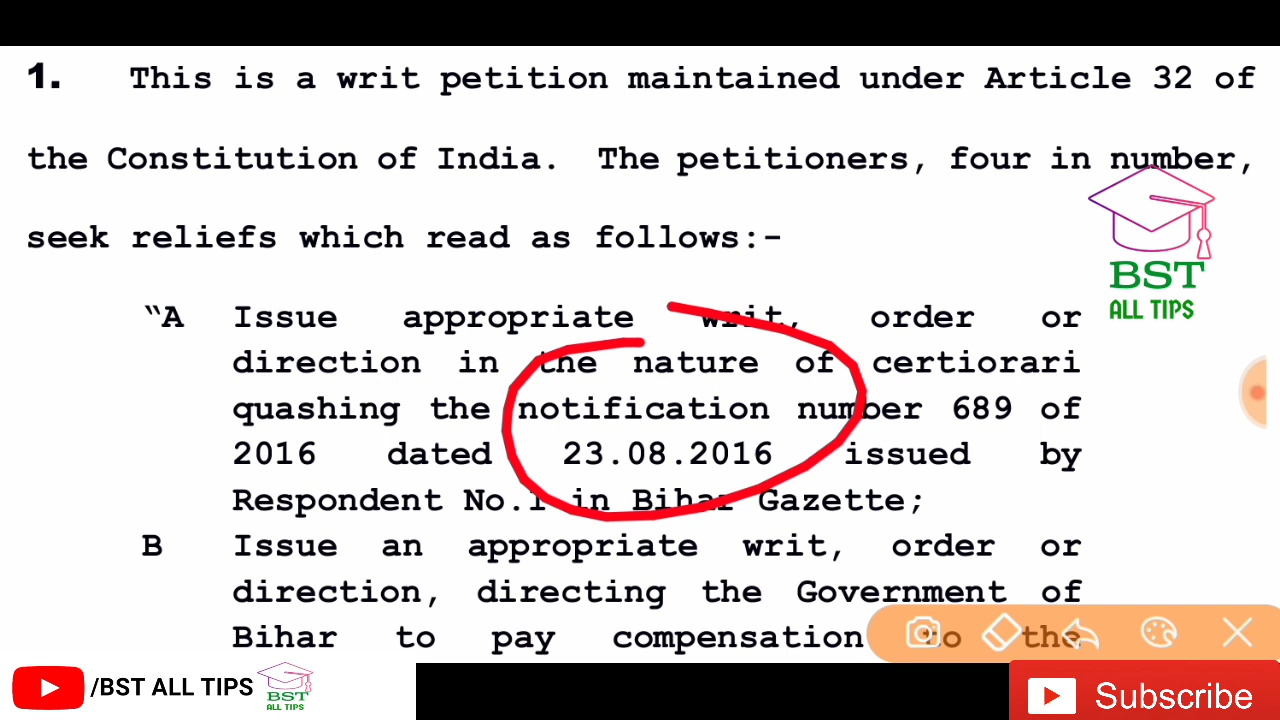 1. This is a writ petition maintained under Article 32 of
the Constitution of India. The petitioners, four in number,
seek reliefs which read as follows:-
BST
ALL TIPS
“A Issue appropriate writ, order or
direction in the nature of certiorari
quashing the notification number 689 of
2016 dated 23.08.2016 issued by
Respondent No.1 in Bihar Gazette;
B Issue an appropriate writ, order or
direction, directing the Government of
Bihar to pay compensation to the
/BST ALL TIPS
BST
ALL TIPS
Subscribe